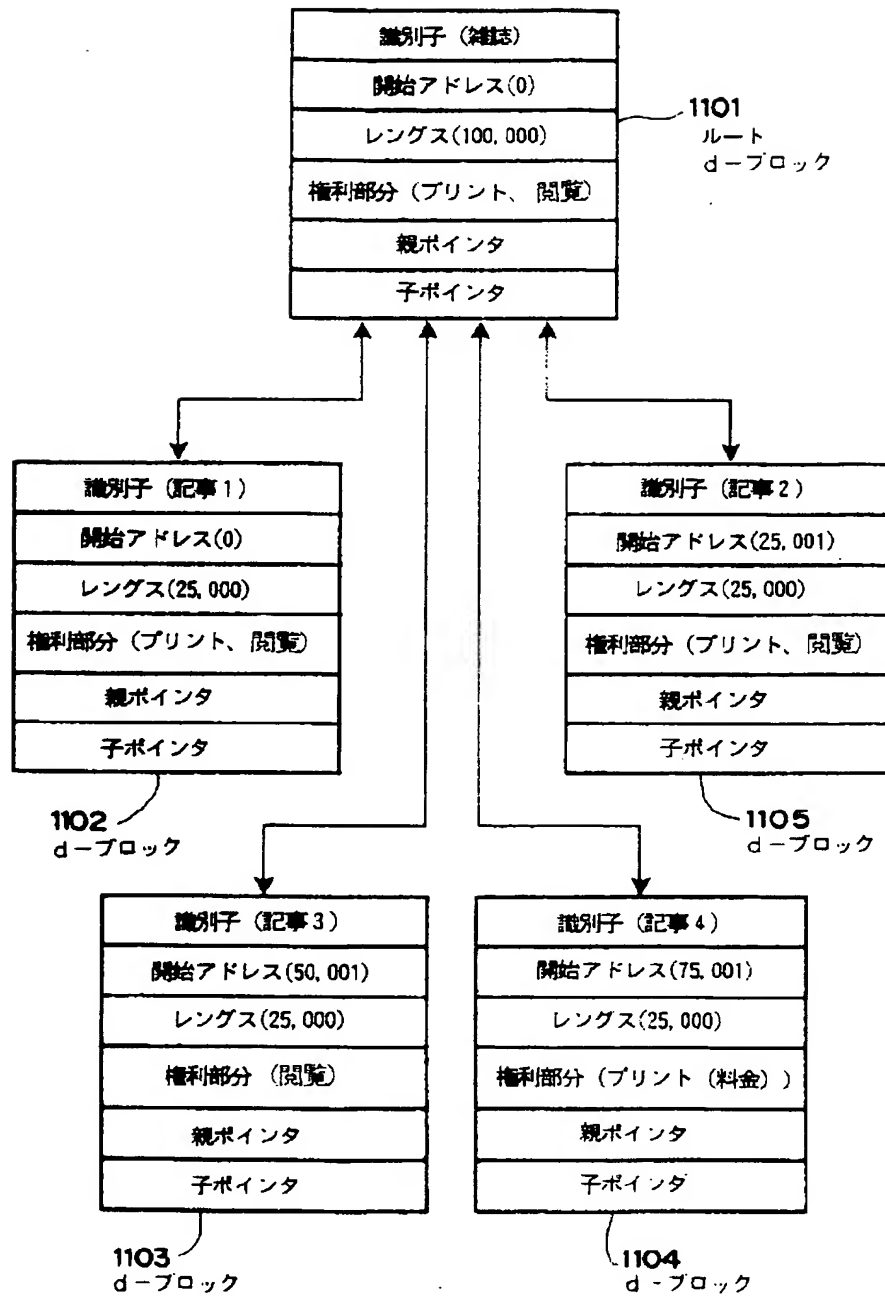 識別子 (雑誌)
開始アドレス(0)
レングス(100,000)
権利部分 (プリント、閲覧)
親ポインタ
子ポインタ
1101
ルート
d－ブロック
識別子 (記事1)
開始アドレス(0)
レングス(25,000)
権利部分 (プリント、閲覧)
親ポインタ
子ポインタ
1102
d－ブロック
識別子 (記事2)
開始アドレス(25,001)
レングス(25,000)
権利部分 (プリント、閲覧)
親ポインタ
子ポインタ
1105
d－ブロック
識別子 (記事3)
開始アドレス(50,001)
レングス(25,000)
権利部分 (閲覧)
親ポインタ
子ポインタ
1103
d－ブロック
識別子 (記事4)
開始アドレス(75,001)
レングス(25,000)
権利部分 (プリント (料金) )
親ポインタ
子ポインタ
1104
d－ブロック